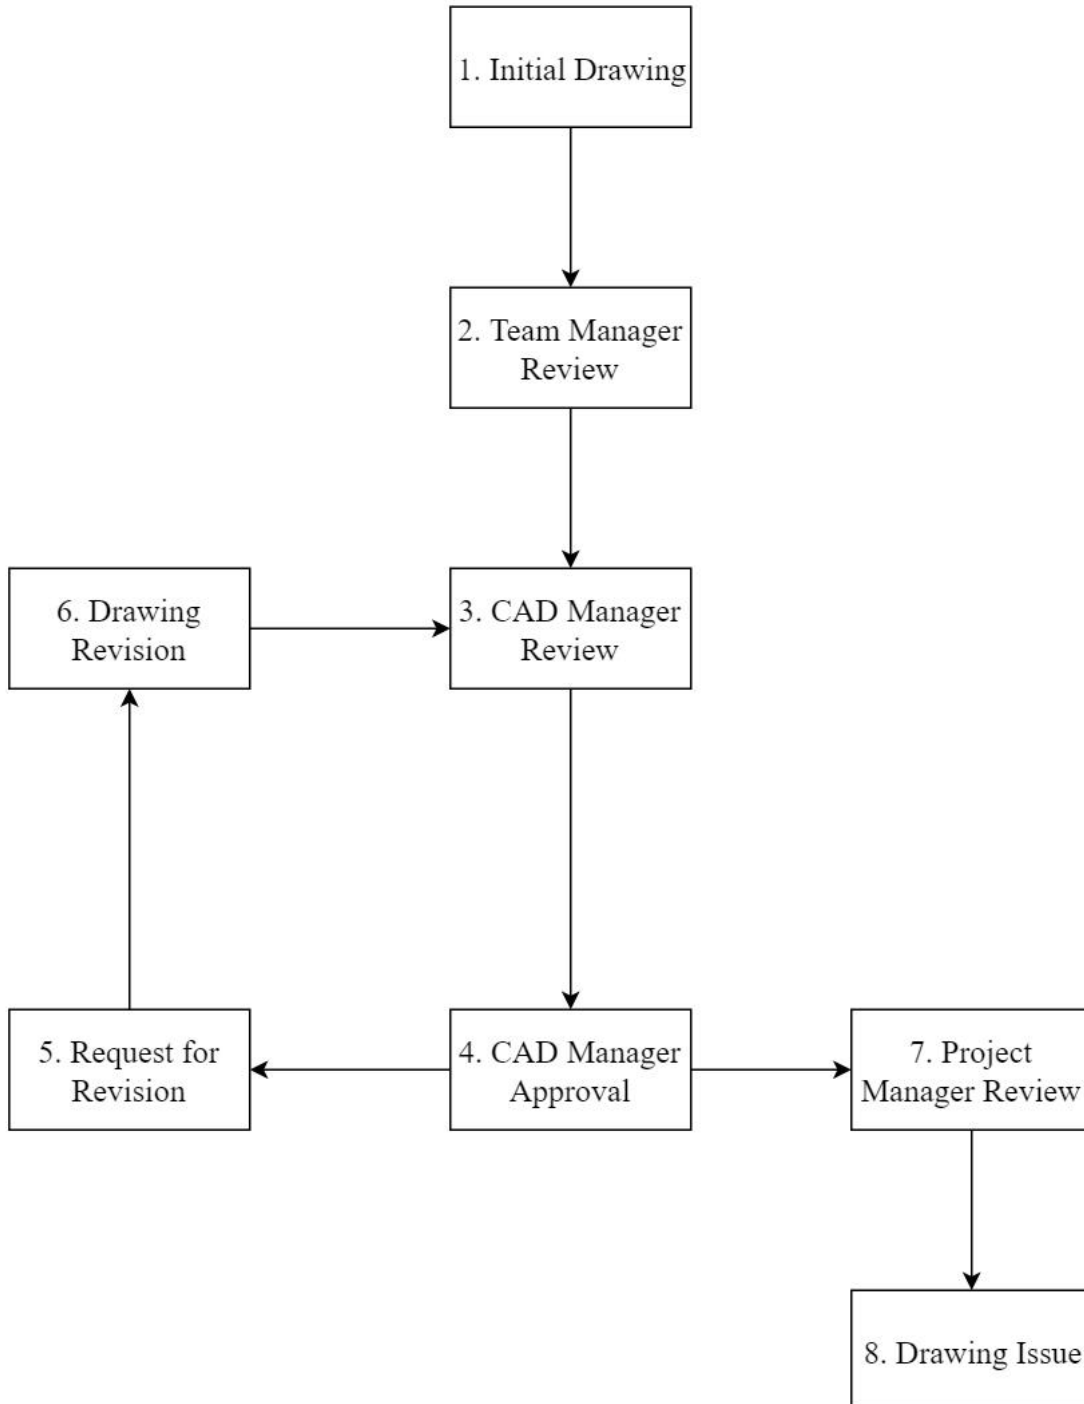 1. Initial Drawing
2. Team Manager
Review
6. Drawing
Revision
3. CAD Manager
Review
5. Request for
Revision
4. CAD Manager
Approval
7. Project
Manager Review
8. Drawing Issue